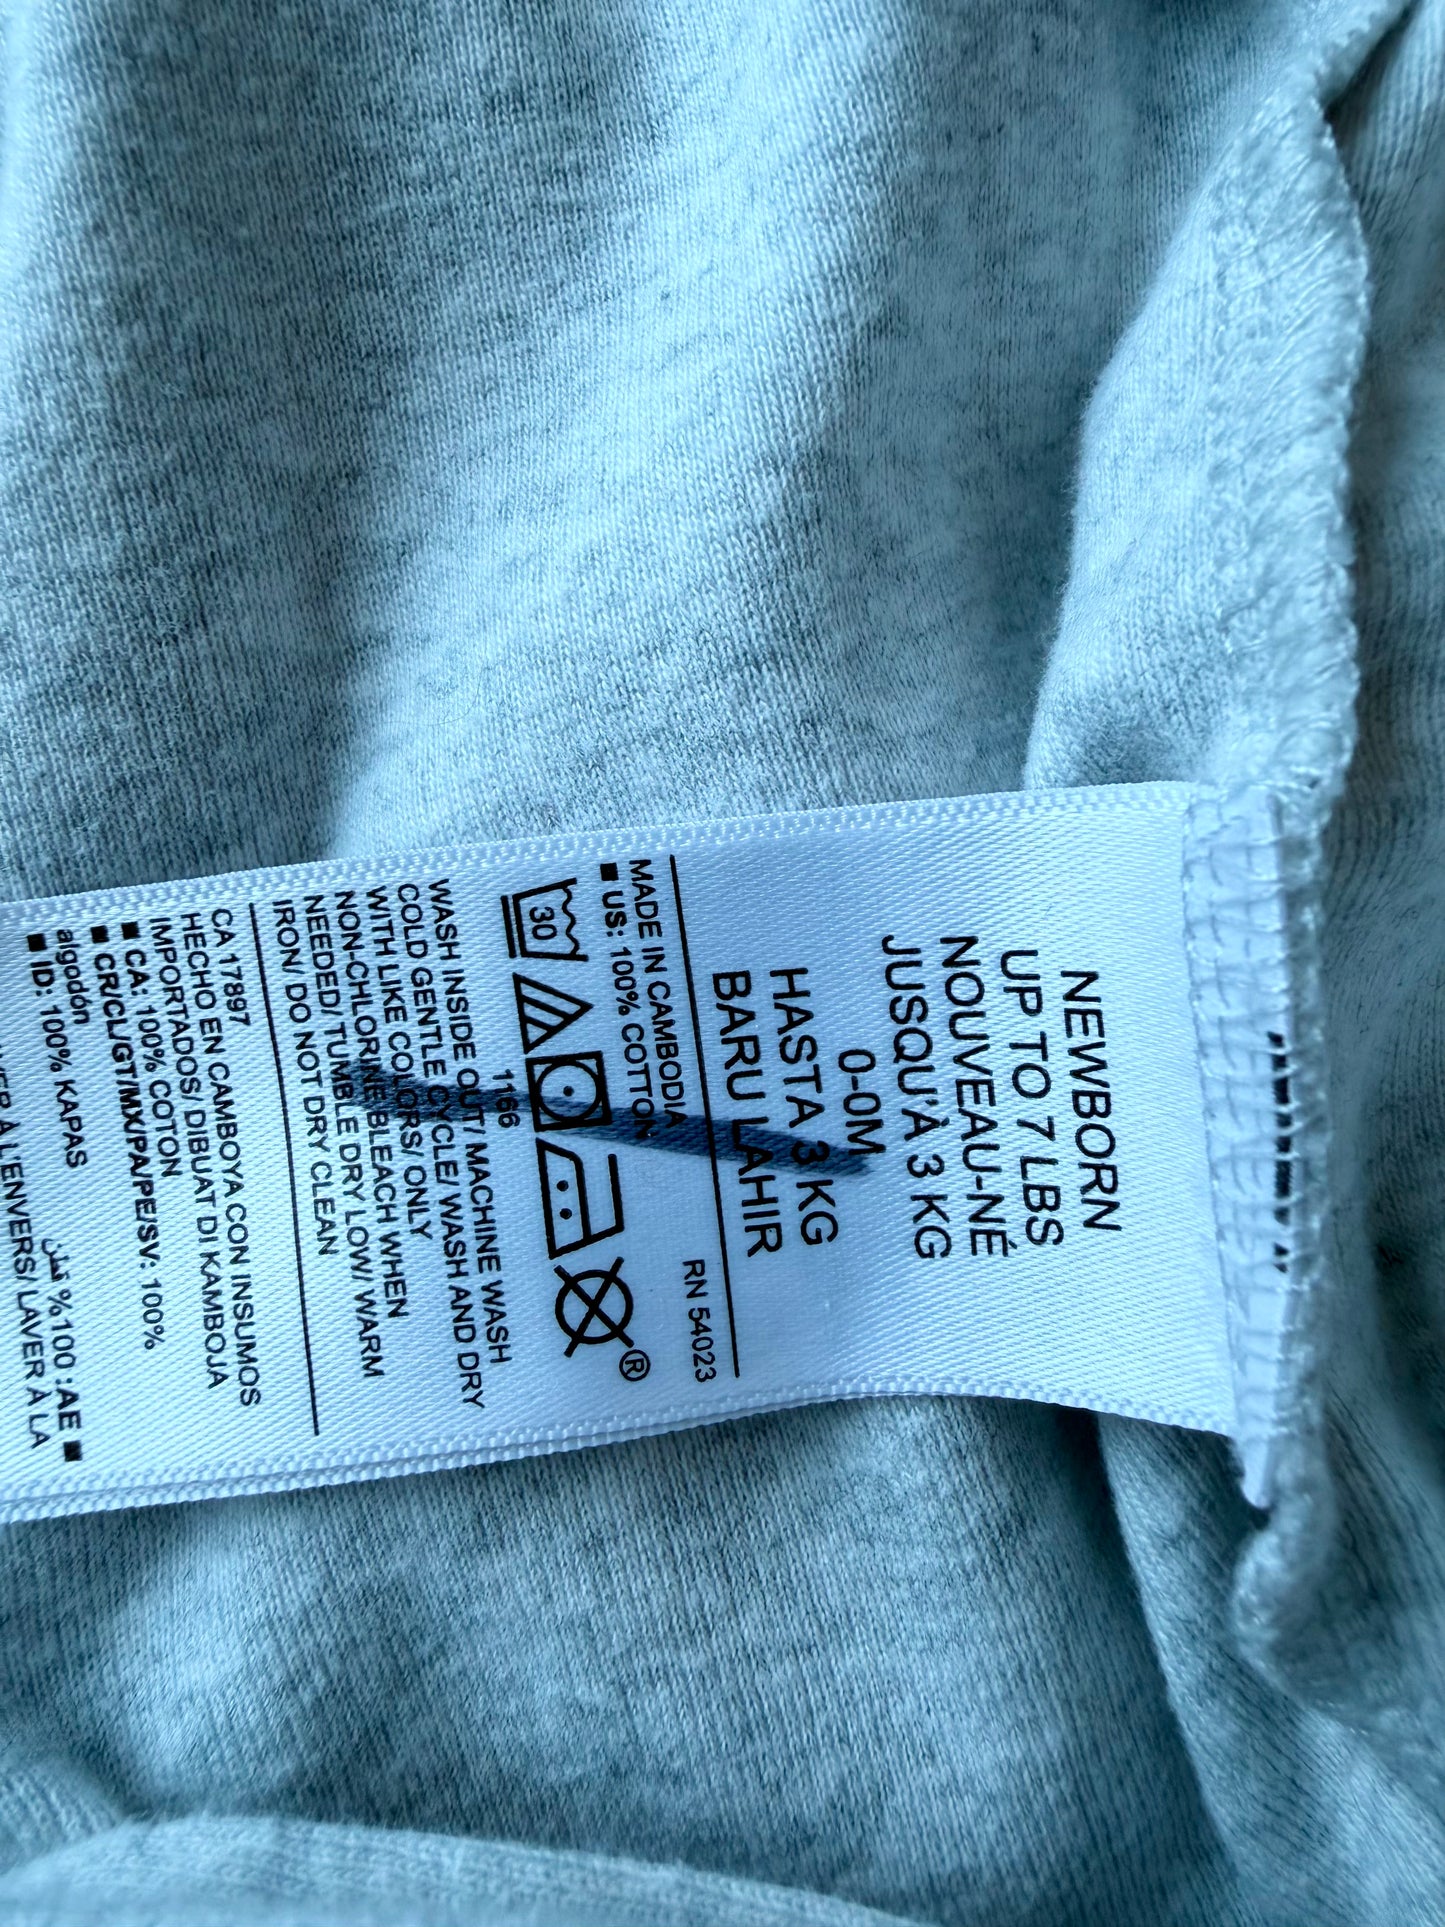 NEWBORN
UP TO 7 LBS
NOUVEAU-NÉ
JUSQU'À 3 KG
0-0M
HASTA 3 KG
BARU LAHIR
RN 54023
MADE IN CAMBODIA
■ US: 100% COTTON
30
®
1166
WASH INSIDE OUT/ MACHINE WASH
COLD GENTLE CYCLE/ WASH AND DRY
WITH LIKE COLORS/ ONLY
NON-CHLORINE BLEACH WHEN
NEEDED/ TUMBLE DRY LOW/ WARM
IRON/ DO NOT DRY CLEAN
CA 17897
HECHO EN CAMBOYA CON INSUMOS
IMPORTADOS/ DIBUAT DI KAMBOJA
■ CA: 100% COTON
■ CR/CL/GT/MX/PA/PE/SV: 100%
algodón
■ AE: 100% قطن
■ ID: 100% KAPAS
À L'ENVERS/ LAVER À LA